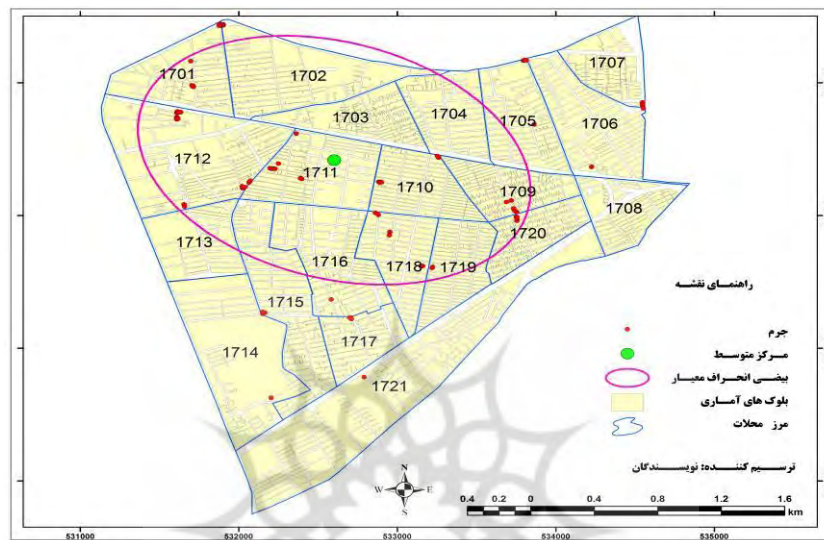 1707
1701
1702
1703
1704
1705
1706
1712
1711
1710
1709
1708
1720
1713
1716
1718
1719
1715
1717
1714
1721
راهنمای نقشه
جرم
مرکز متوسط
بیضی انحراف معیار
بلوک های آماری
مرز محلات
ترسیم کننده: نویسندگان
N
W E
S
0.4 0.2 0 0.4 0.8 1.2 1.6
531000 532000 533000 534000 535000